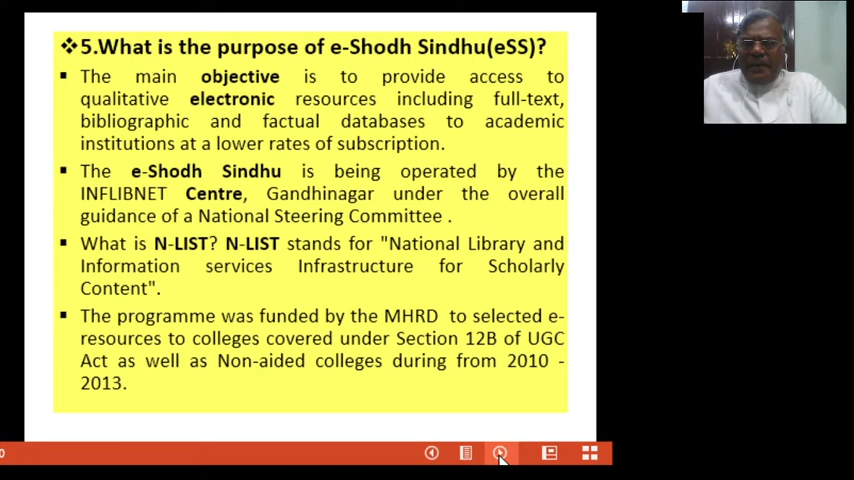 ❖5.What is the purpose of e-Shodh Sindhu(eSS)?
▪ The main objective is to provide access to
qualitative electronic resources including full-text,
bibliographic and factual databases to academic
institutions at a lower rates of subscription.
▪ The e-Shodh Sindhu is being operated by the
INFLIBNET Centre, Gandhinagar under the overall
guidance of a National Steering Committee .
▪ What is N-LIST? N-LIST stands for "National Library and
Information services Infrastructure for Scholarly
Content".
▪ The programme was funded by the MHRD to selected e-
resources to colleges covered under Section 12B of UGC
Act as well as Non-aided colleges during from 2010 -
2013.
0